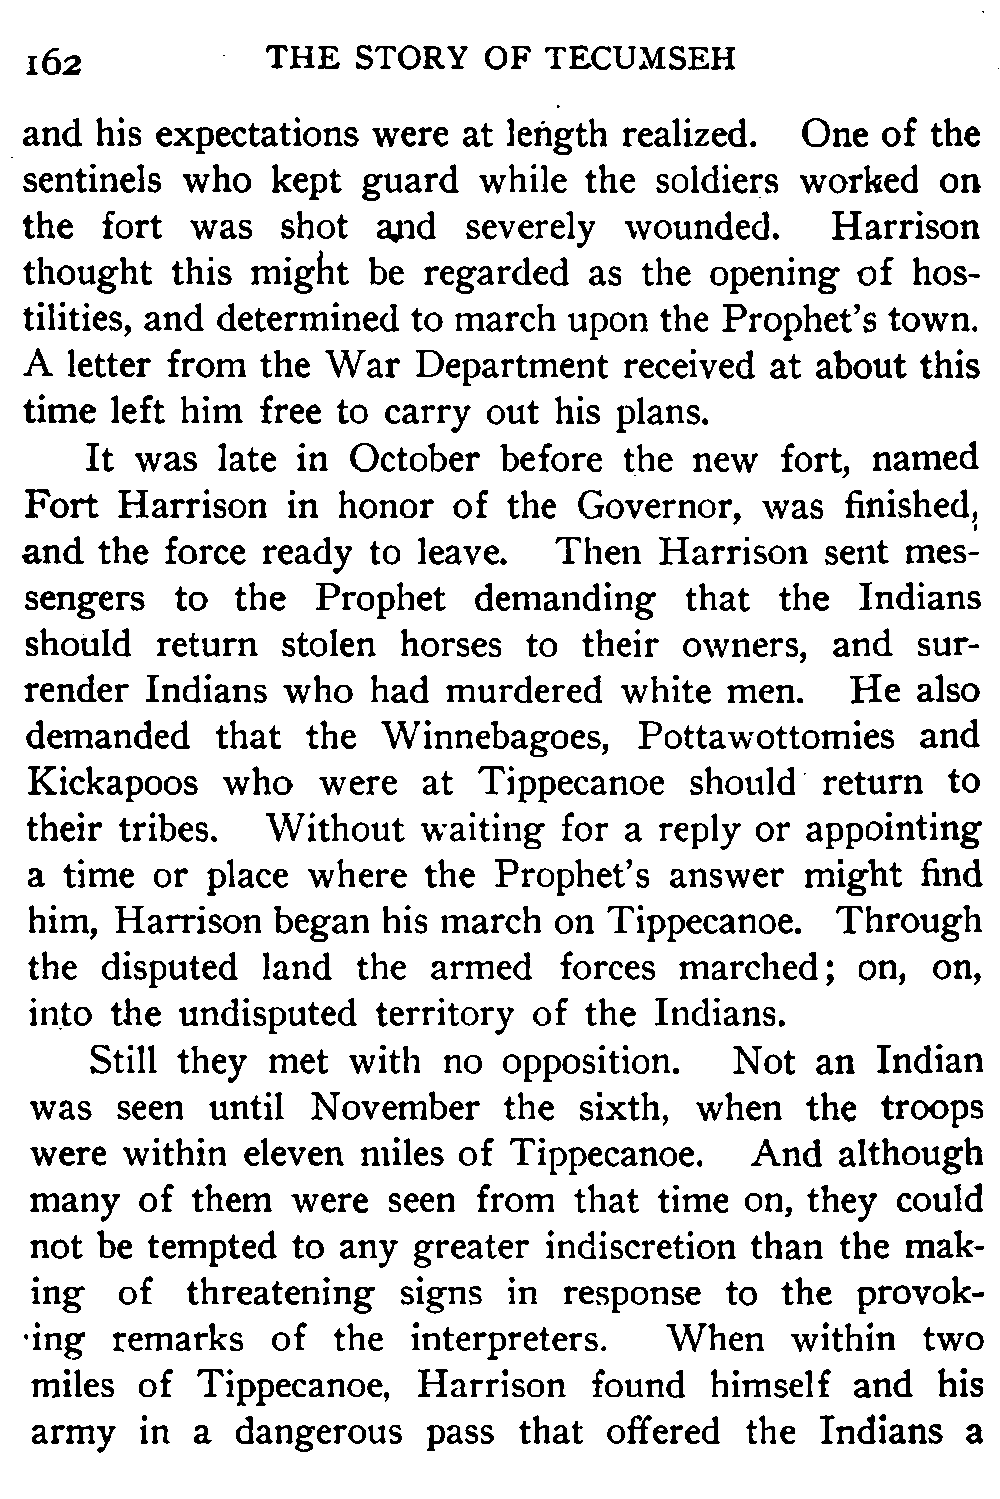 162 THE STORY OF TECUMSEH
and his expectations were at length realized. One of the
sentinels who kept guard while the soldiers worked on
the fort was shot and severely wounded. Harrison
thought this might be regarded as the opening of hos-
tilities, and determined to march upon the Prophet's town.
A letter from the War Department received at about this
time left him free to carry out his plans.
It was late in October before the new fort, named
Fort Harrison in honor of the Governor, was finished,
and the force ready to leave. Then Harrison sent mes-
sengers to the Prophet demanding that the Indians
should return stolen horses to their owners, and sur-
render Indians who had murdered white men. He also
demanded that the Winnebagoes, Pottawottomies and
Kickapoos who were at Tippecanoe should return to
their tribes. Without waiting for a reply or appointing
a time or place where the Prophet's answer might find
him, Harrison began his march on Tippecanoe. Through
the disputed land the armed forces marched; on, on,
into the undisputed territory of the Indians.
Still they met with no opposition. Not an Indian
was seen until November the sixth, when the troops
were within eleven miles of Tippecanoe. And although
many of them were seen from that time on, they could
not be tempted to any greater indiscretion than the mak-
ing of threatening signs in response to the provok-
ing remarks of the interpreters. When within two
miles of Tippecanoe, Harrison found himself and his
army in a dangerous pass that offered the Indians a